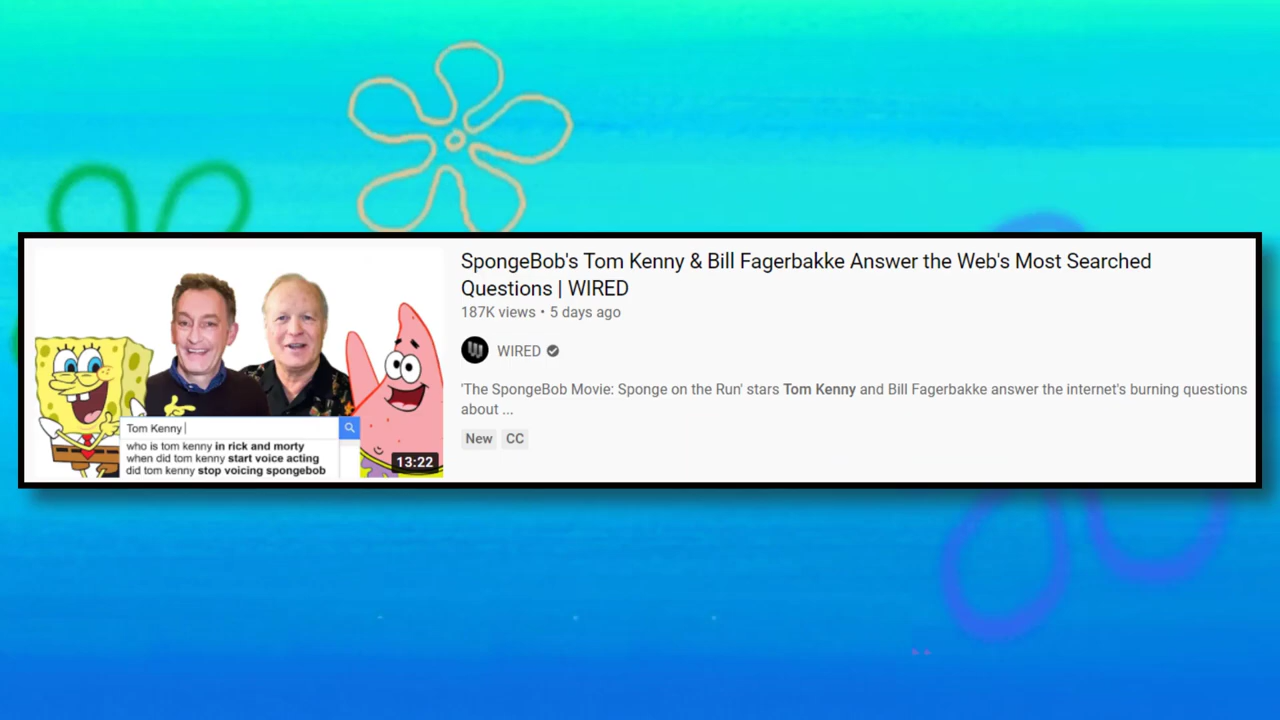 SpongeBob's Tom Kenny & Bill Fagerbakke Answer the Web's Most Searched
Questions | WIRED
187K views • 5 days ago
WIRED
'The SpongeBob Movie: Sponge on the Run' stars Tom Kenny and Bill Fagerbakke answer the internet's burning questions
about ...
New CC
Tom Kenny
who is tom kenny in rick and morty
when did tom kenny start voice acting
did tom kenny stop voicing spongebob
13:22